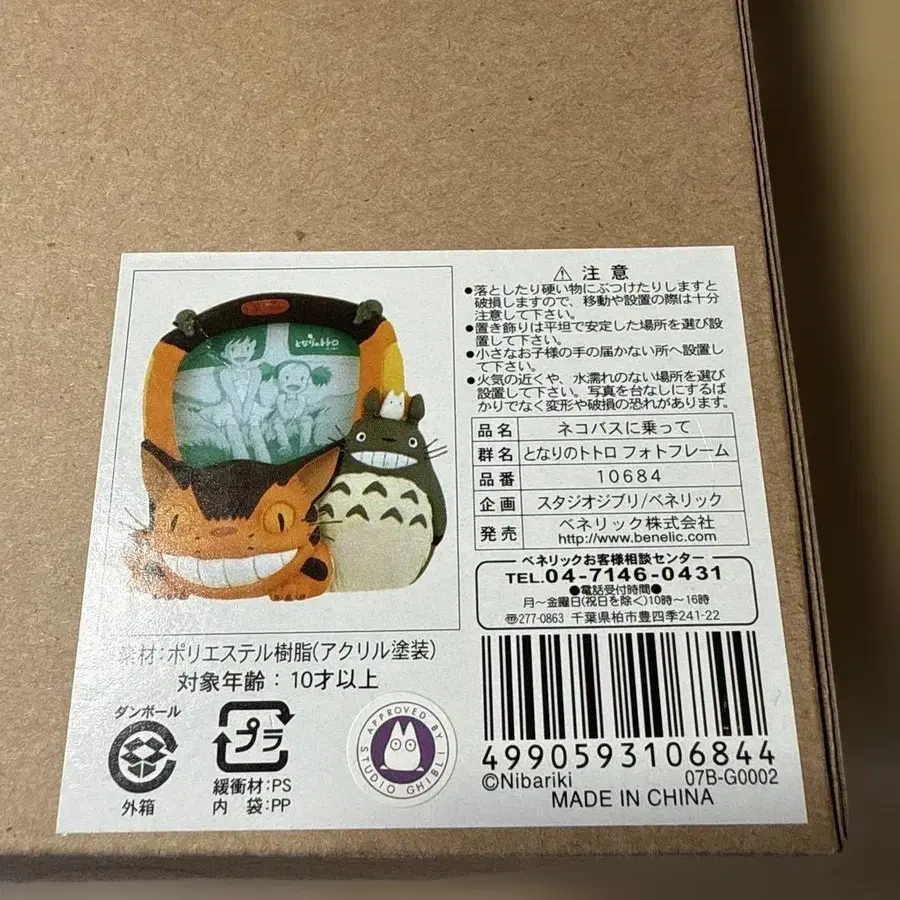 となりのトトロ
⚠ 注意
●落としたり硬い物にぶつけたりしますと
破損しますので、移動や設置の際は十分
注意して下さい。
●置き飾りは平坦で安定した場所を選び設
置して下さい。
●小さなお子様の手の届かない所へ設置し
て下さい。
●火気の近くや、水濡れのない場所を選び
設置して下さい。写真を台なしにするば
かりでなく変形や破損の恐れがあります。
品名 ネコバスに乗って
群名 となりのトトロ フォトフレーム
品番 10684
企画 スタジオジブリ/ベネリック
発売 ベネリック株式会社
http://www.benelic.com
ベネリックお客様相談センター
TEL.04-7146-0431
●電話受付時間●
月〜金曜日(祝日を除く)10時〜16時
〠277-0863 千葉県柏市豊四季241-22
素材:ポリエステル樹脂(アクリル塗装)
対象年齢:10才以上
ダンボール
外箱
プラ
緩衝材:PS
内 袋:PP
APPROVED BY
STUDIO GHIBLI
4990593106844
©Nibariki 07B-G0002
MADE IN CHINA